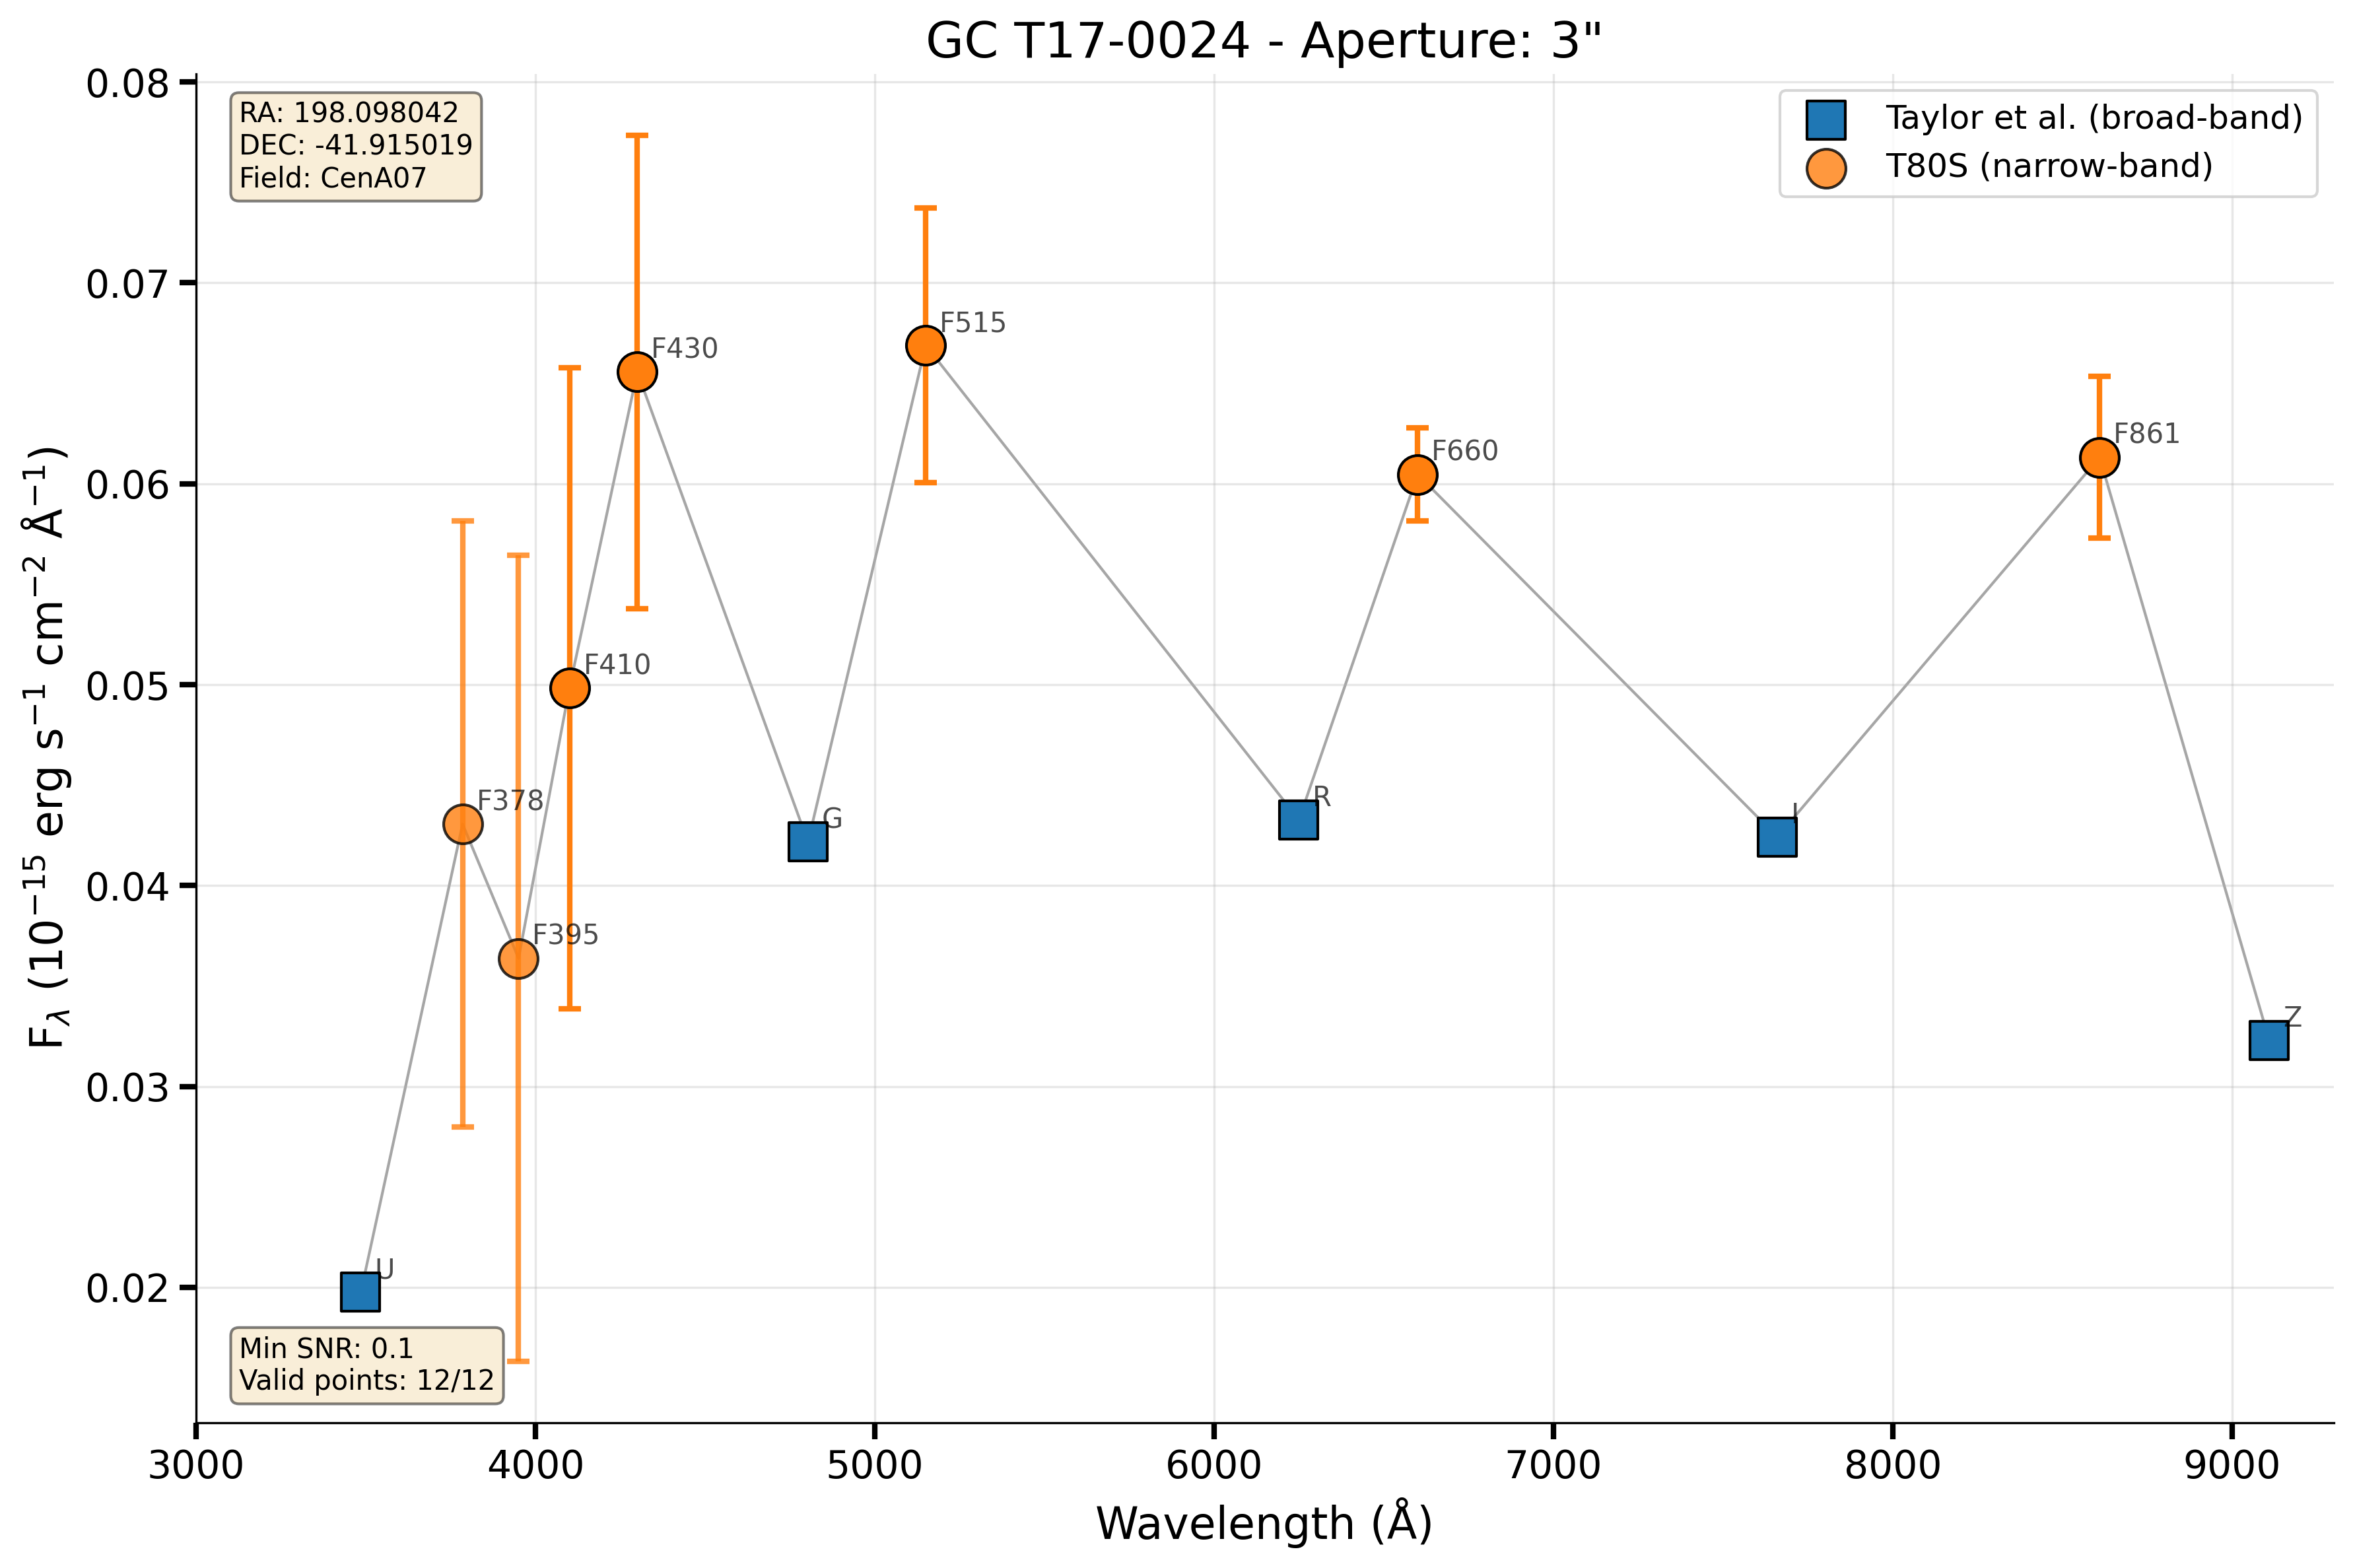 GC T17-0024 - Aperture: 3"
RA: 198.098042
DEC: -41.915019
Field: CenA07
Taylor et al. (broad-band)
T80S (narrow-band)
0.08
0.07
0.06
0.05
0.04
0.03
0.02
F$_{λ}$ (10$^{−15}$ erg s$^{−1}$ cm$^{−2}$ Å$^{−1}$)
U
F378
F395
F410
F430
G
F515
R
F660
I
F861
Z
Min SNR: 0.1
Valid points: 12/12
3000 4000 5000 6000 7000 8000 9000
Wavelength (Å)